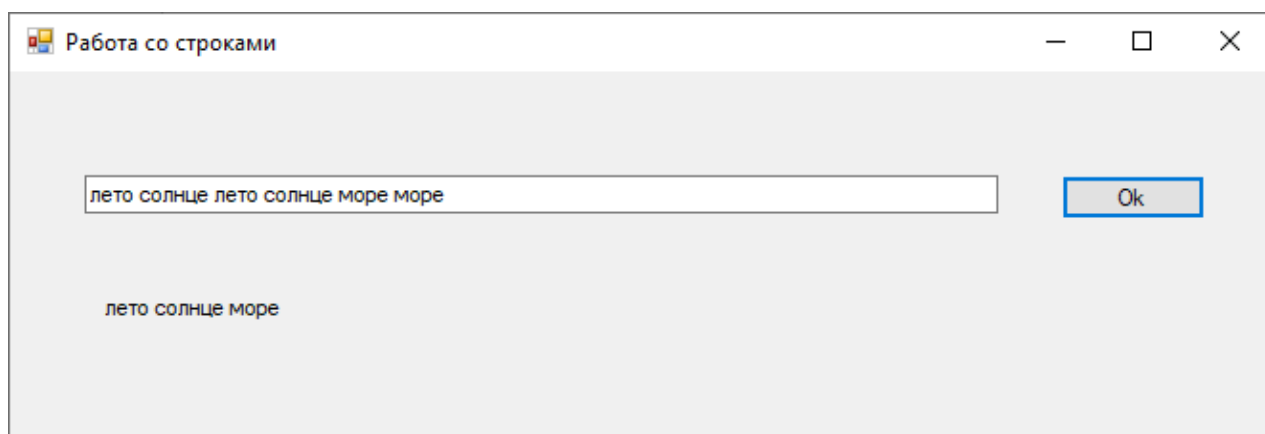 Работа со строками
лето солнце лето солнце море море
Ok
лето солнце море